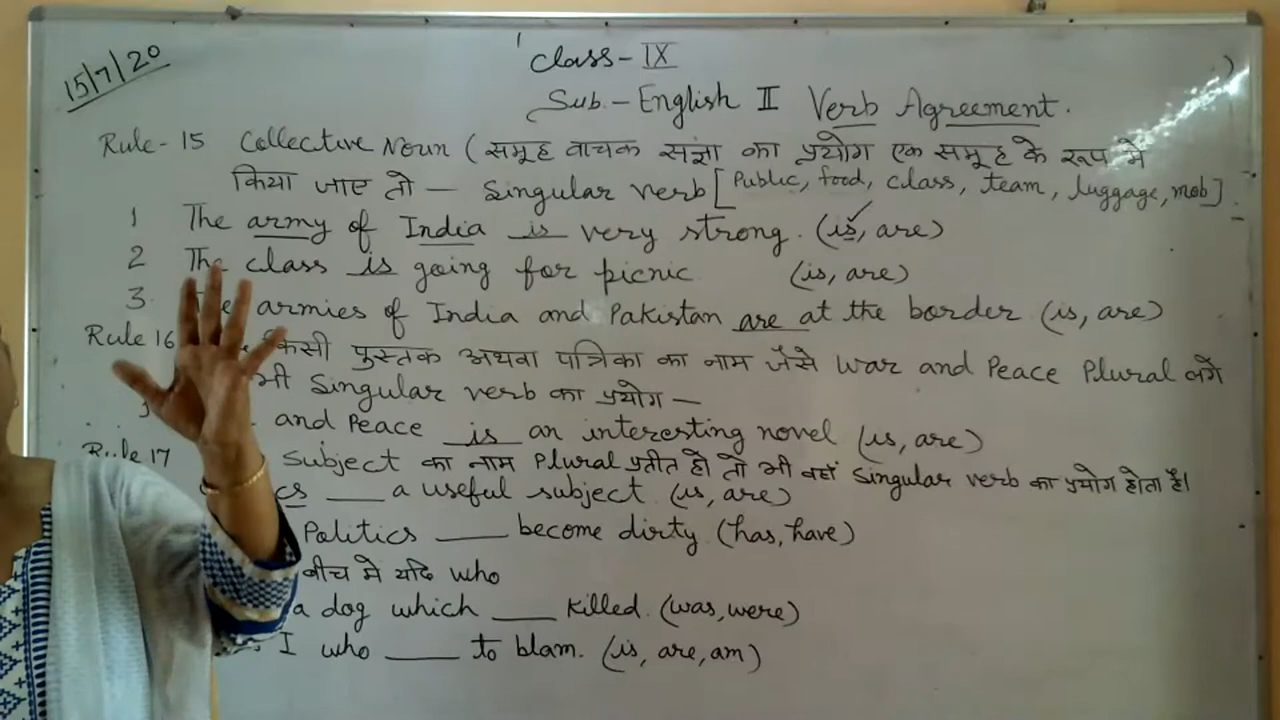 15/7/20
Class-IX
Sub.-English II Verb Agreement.
Rule-15 Collective Noun (समूह वाचक संज्ञा का प्रयोग एक समूह के रूप मे
किया जाए तो — Singular verb [Public, food, class, team, luggage, mob].
1 The army of India is very strong. (is, are)
2 The class is going for picnic (is, are)
3 The armies of India and Pakistan are at the border (is, are)
Rule 16 किसी पुस्तक अथवा पत्रिका का नाम जैसे War and Peace Plural लगे
भी Singular verb का प्रयोग —
and Peace is an interesting novel (is, are)
Rule 17 Subject का नाम Plural प्रतीत हो तो भी वहां Singular verb का प्रयोग होता है।
cs ___ a useful subject (is, are)
Politics ___ become dirty (has, have)
बीच मे यदि who
a dog which ___ killed. (was, were)
I who ___ to blam. (is, are, am)